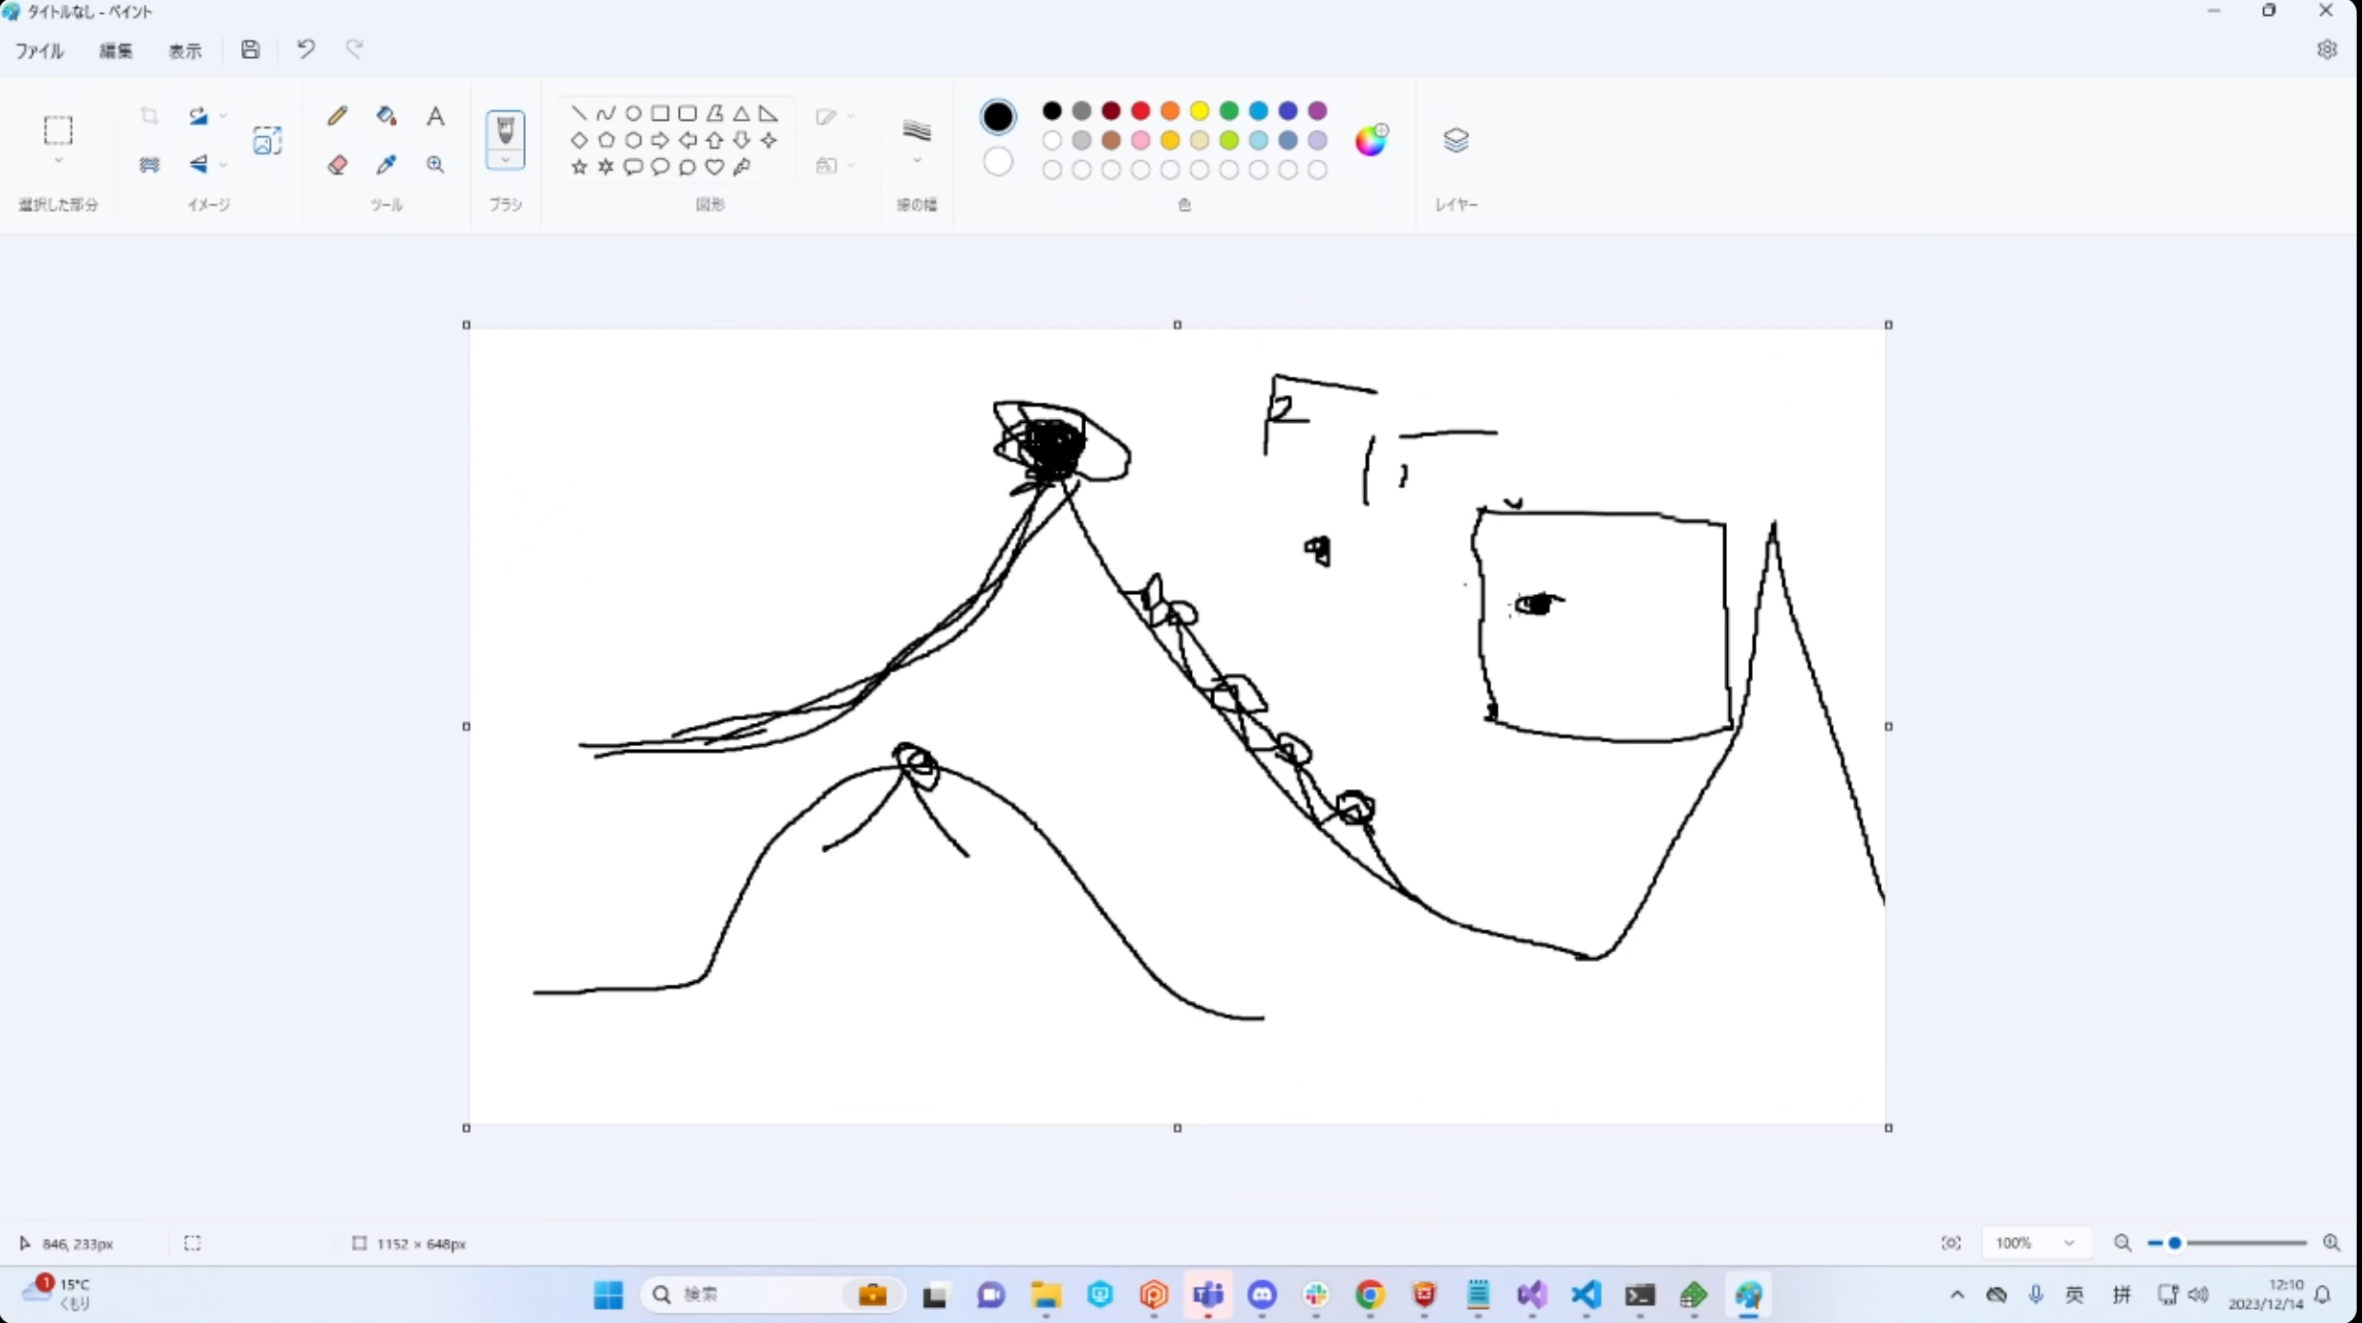 タイトルなし - ペイント
ファイル 編集 表示
A
選択した部分 イメージ ツール ブラシ 図形 線の幅 色 レイヤー
2
846, 233px 1152 × 648px 100%
1 15°C
くもり
検索
英 拼 12:10
2023/12/14